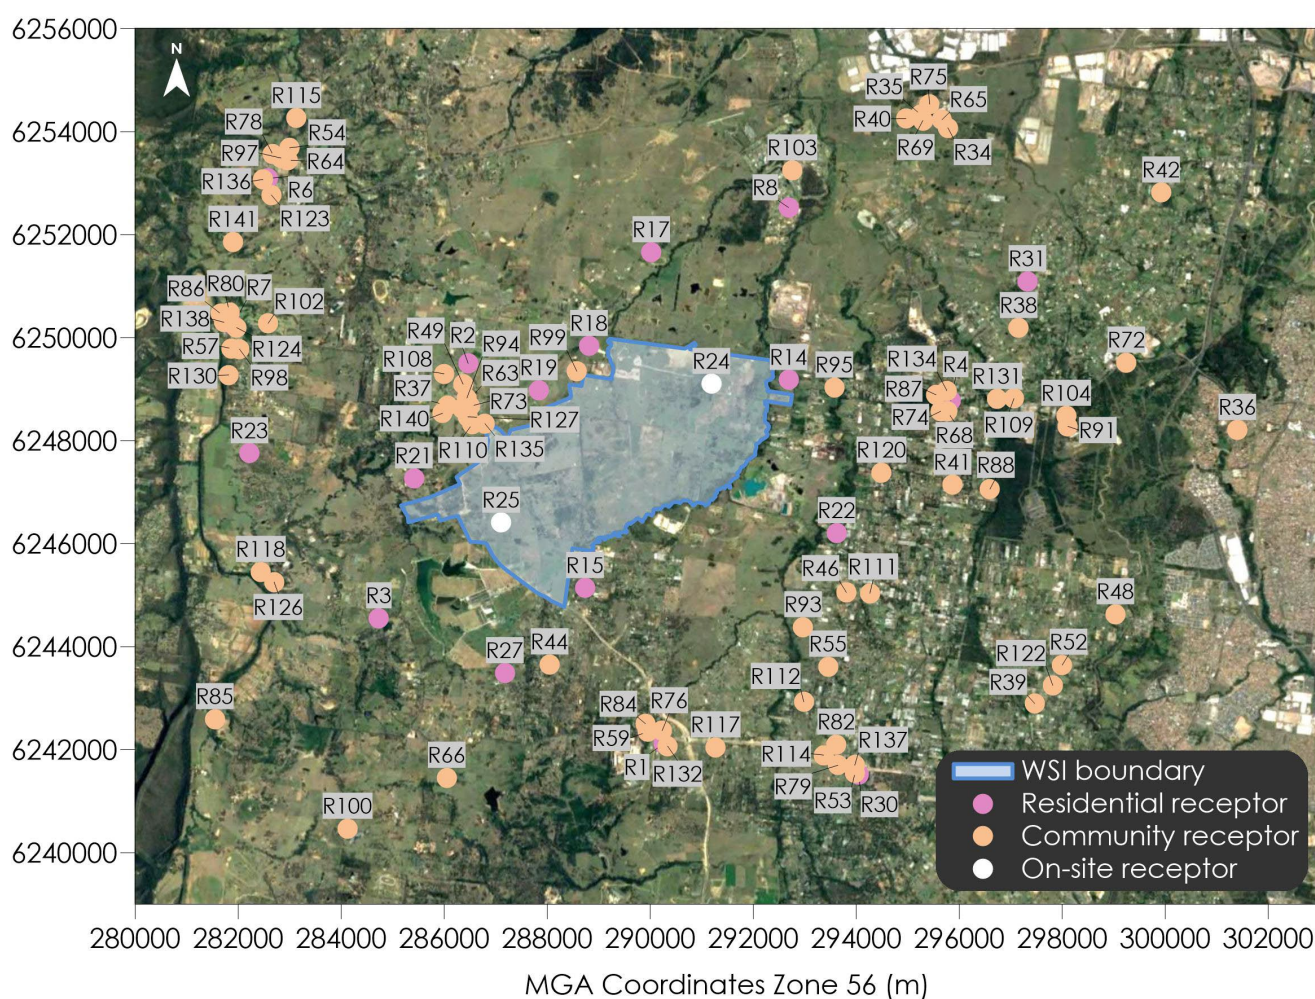 6256000
N
R115
R75
R35
R65
R78
R54
6254000
R40
R97
R64
R69
R34
R103
R42
R136
R6
R8
R141
R123
R17
6252000
R31
R86
R80
R7
R102
R138
R38
6250000
R49
R2
R94
R99
R18
R57
R124
R108
R24
R14
R95
R134
R4
R131
R72
R130
R98
R37
R63
R19
R87
R104
R36
R140
R73
R127
R74
R68
R109
R91
6248000
R23
R21
R110
R135
R120
R41
R88
R25
R22
6246000
R118
R15
R46
R111
R126
R3
R93
R48
6244000
R27
R44
R55
R122
R52
R85
R84
R76
R112
R39
R59
R117
R82
R137
6242000
R1
R132
R114
R66
R79
R53
R30
R100
WSI boundary
Residential receptor
6240000
Community receptor
On-site receptor
280000 282000 284000 286000 288000 290000 292000 294000 296000 298000 300000 302000
MGA Coordinates Zone 56 (m)